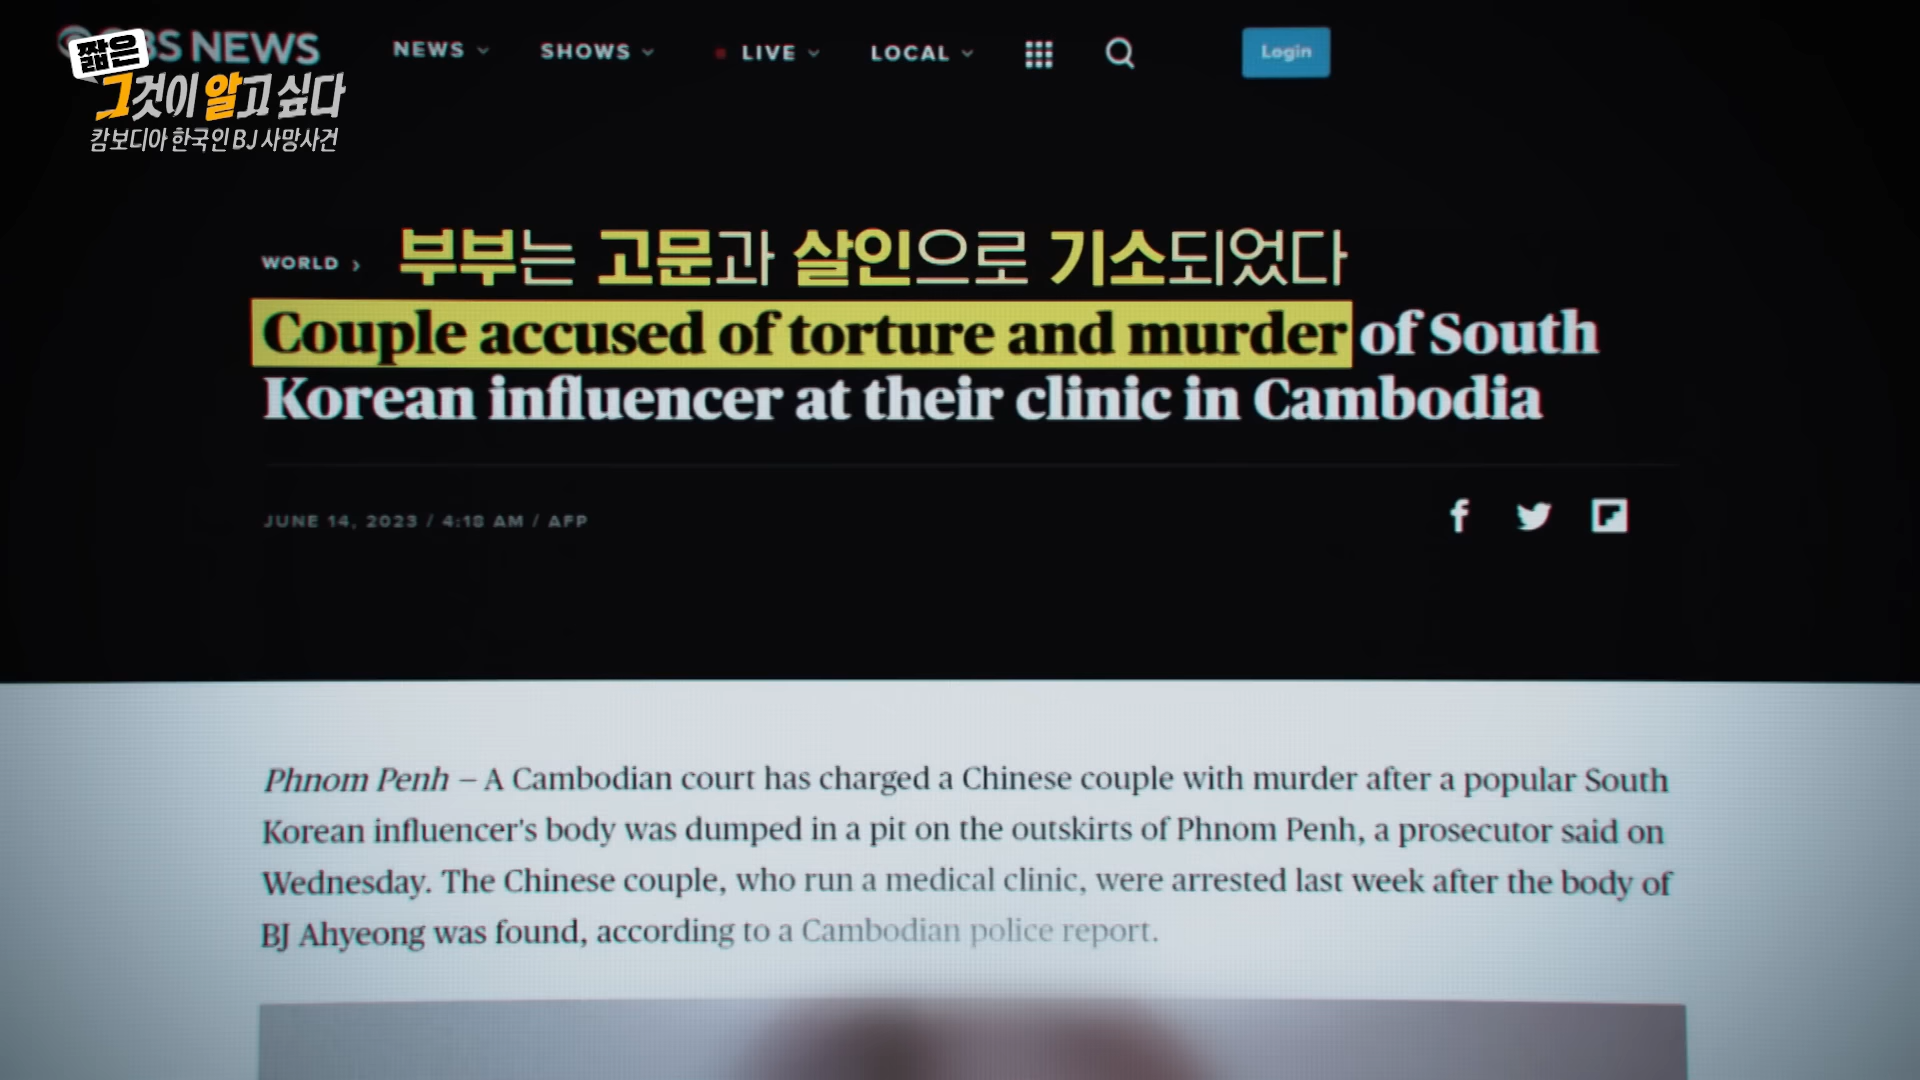 BS NEWS
NEWS
SHOWS
LIVE
LOCAL
Login
짧은
그것이 알고 싶다
캄보디아 한국인 BJ 사망사건
WORLD
부부는 고문과 살인으로 기소되었다
Couple accused of torture and murder of South
Korean influencer at their clinic in Cambodia
JUNE 14, 2023 / 4:18 AM / AFP
Phnom Penh – A Cambodian court has charged a Chinese couple with murder after a popular South
Korean influencer's body was dumped in a pit on the outskirts of Phnom Penh, a prosecutor said on
Wednesday. The Chinese couple, who run a medical clinic, were arrested last week after the body of
BJ Ahyeong was found, according to a Cambodian police report.